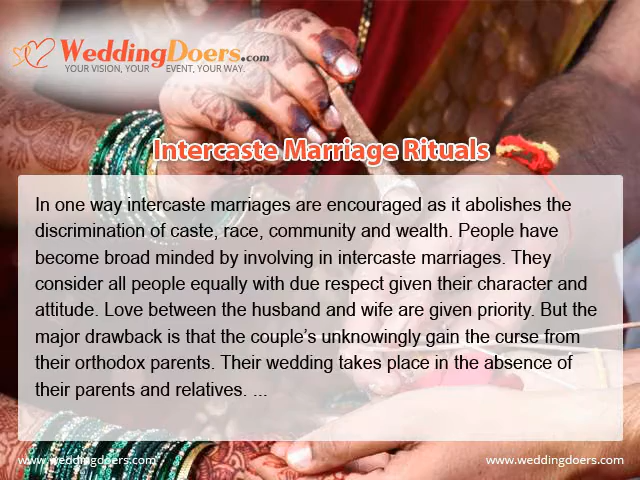 WeddingDoers.com
YOUR VISION, YOUR EVENT, YOUR WAY.
Intercaste Marriage Rituals
In one way intercaste marriages are encouraged as it abolishes the
discrimination of caste, race, community and wealth. People have
become broad minded by involving in intercaste marriages. They
consider all people equally with due respect given their character and
attitude. Love between the husband and wife are given priority. But the
major drawback is that the couple’s unknowingly gain the curse from
their orthodox parents. Their wedding takes place in the absence of
their parents and relatives. ...
www.weddingdoers.com
www.weddingdoers.com